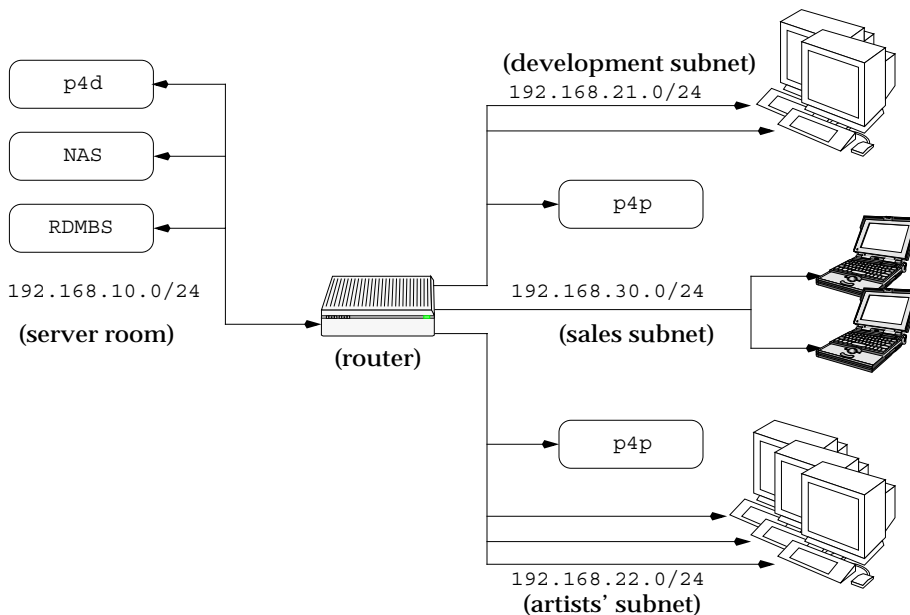 p4d
NAS
RDMBS
192.168.10.0/24
(server room)
(router)
(development subnet)
192.168.21.0/24
p4p
192.168.30.0/24
(sales subnet)
p4p
192.168.22.0/24
(artists' subnet)